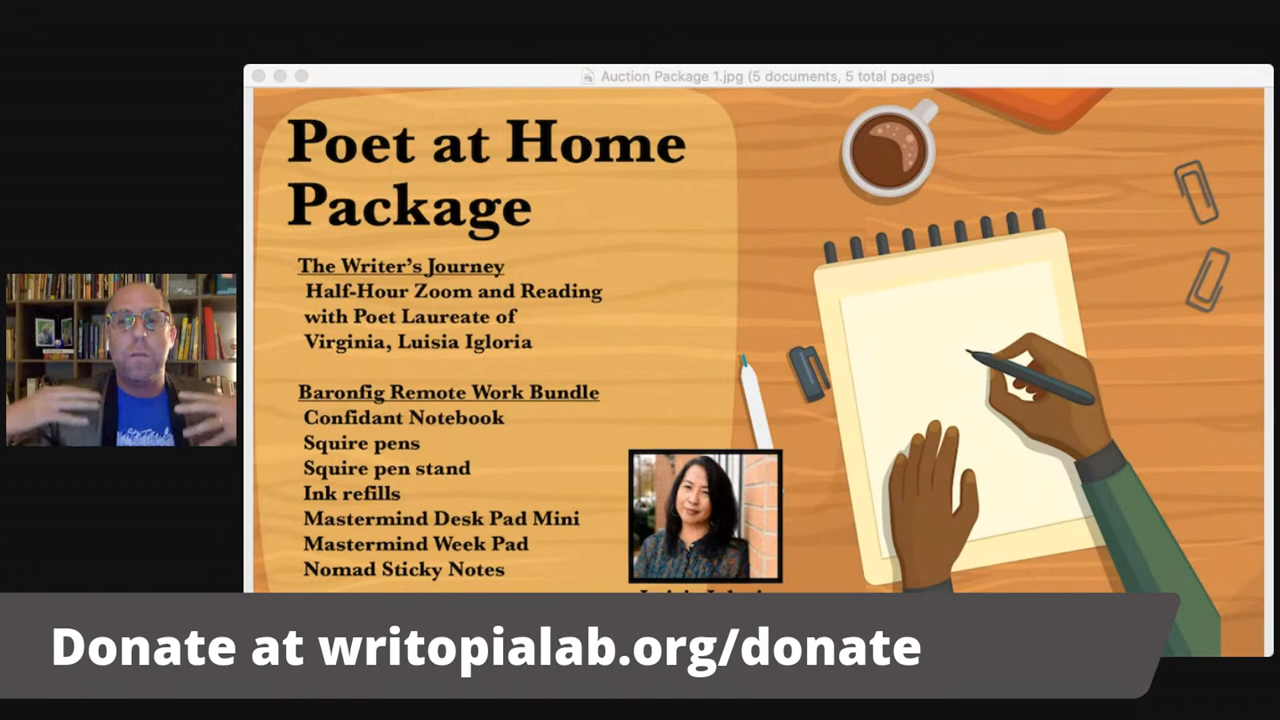 Auction Package 1.jpg (5 documents, 5 total pages)
Poet at Home
Package
The Writer's Journey
Half-Hour Zoom and Reading
with Poet Laureate of
Virginia, Luisia Igloria
Baronfig Remote Work Bundle
Confidant Notebook
Squire pens
Squire pen stand
Ink refills
Mastermind Desk Pad Mini
Mastermind Week Pad
Nomad Sticky Notes
Donate at writopialab.org/donate